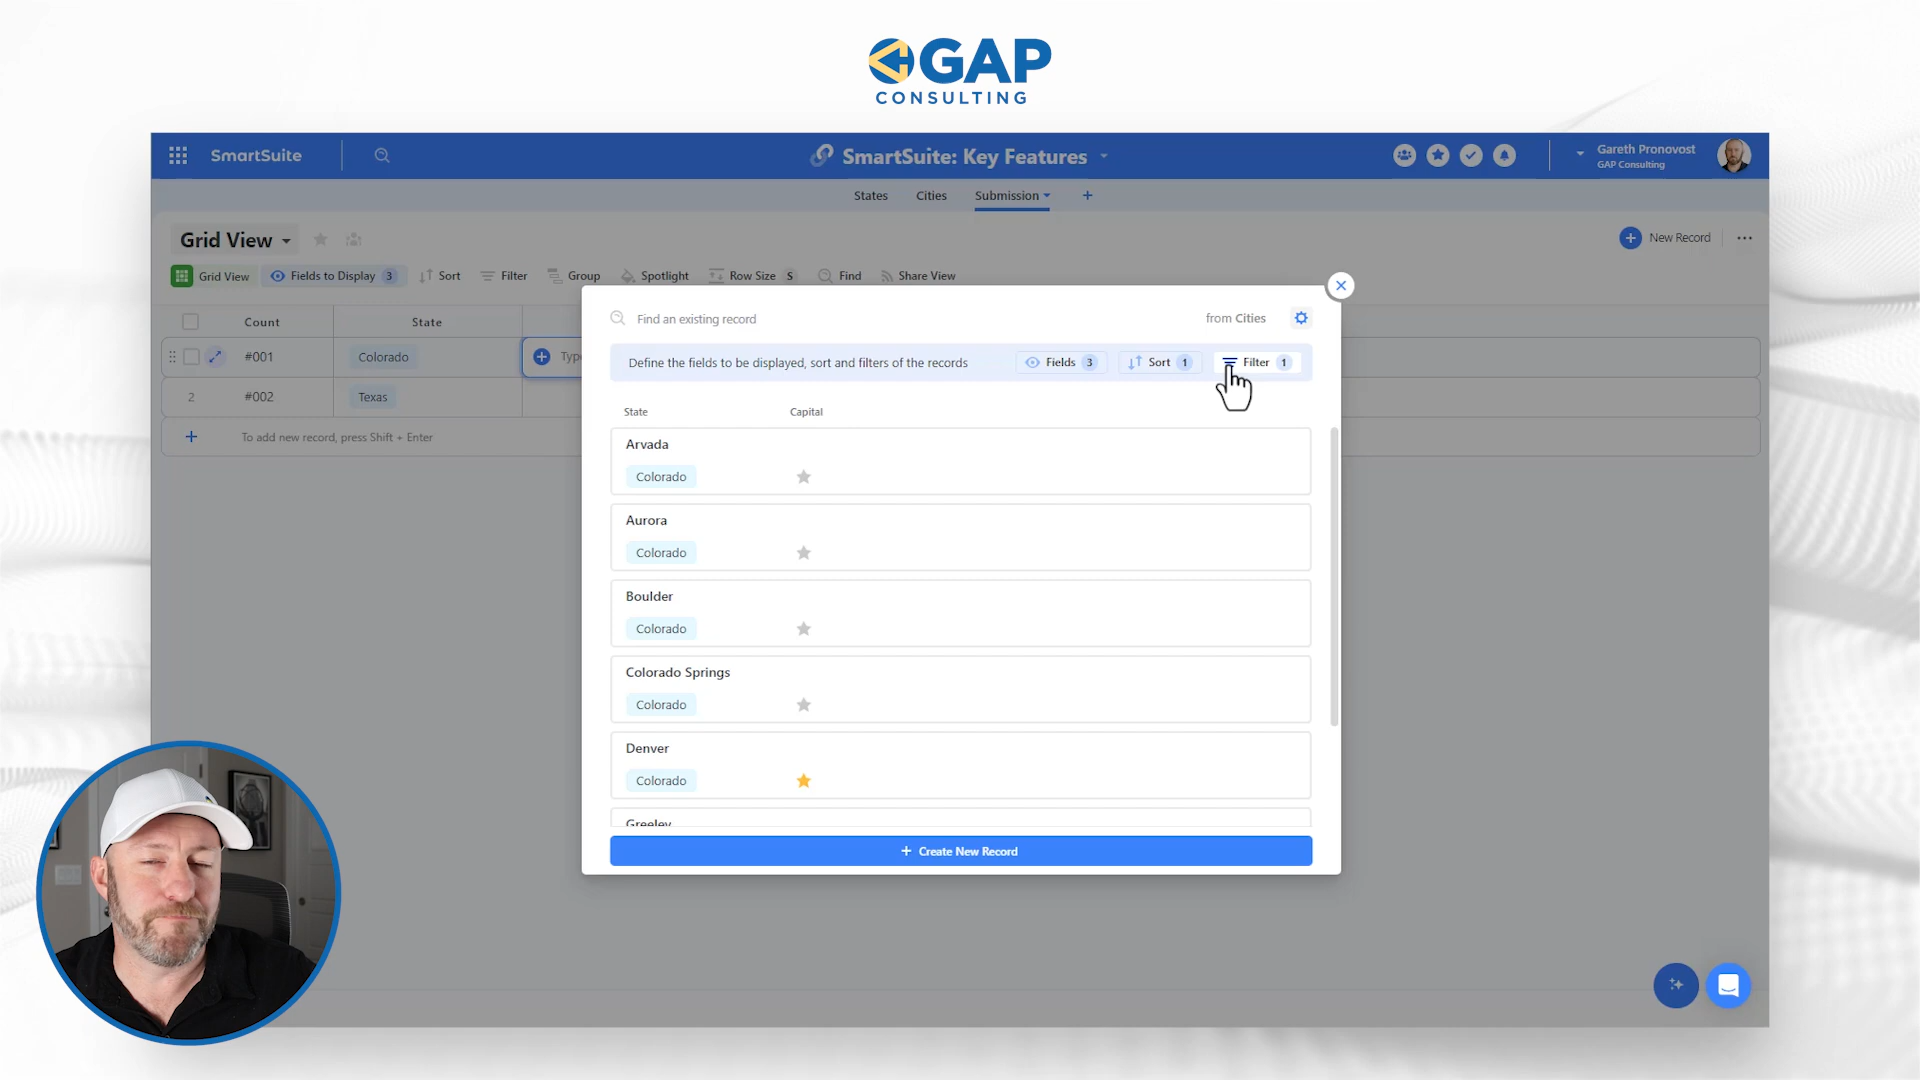 GAP
CONSULTING
SmartSuite
SmartSuite: Key Features
Gareth Pronovost
GAP Consulting
States
Cities
Submission
Grid View
New Record
Grid View
Fields to Display 3
Sort
Filter
Group
Spotlight
Row Size S
Find
Share View
Count
State
#001
Colorado
Typ
2
#002
Texas
To add new record, press Shift + Enter
Find an existing record
from Cities
Define the fields to be displayed, sort and filters of the records
Fields 3
Sort 1
Filter 1
State
Capital
Arvada
Colorado
Aurora
Colorado
Boulder
Colorado
Colorado Springs
Colorado
Denver
Colorado
Greeley
+ Create New Record